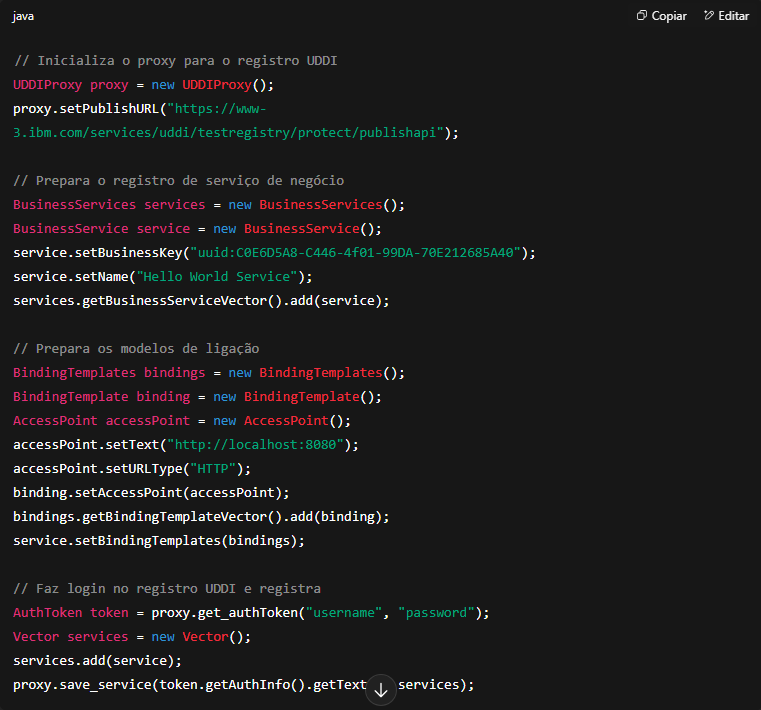 java
Copiar
Editar
// Inicializa o proxy para o registro UDDI
UDDIProxy proxy = new UDDIProxy();
proxy.setPublishURL("https://www-
3.ibm.com/services/uddi/testregistry/protect/publishapi");
// Prepara o registro de serviço de negócio
BusinessServices services = new BusinessServices();
BusinessService service = new BusinessService();
service.setBusinessKey("uuid:C0E6D5A8-C446-4f01-99DA-70E212685A40");
service.setName("Hello World Service");
services.getBusinessServiceVector().add(service);
// Prepara os modelos de ligação
BindingTemplates bindings = new BindingTemplates();
BindingTemplate binding = new BindingTemplate();
AccessPoint accessPoint = new AccessPoint();
accessPoint.setText("http://localhost:8080");
accessPoint.setURLType("HTTP");
binding.setAccessPoint(accessPoint);
bindings.getBindingTemplateVector().add(binding);
service.setBindingTemplates(bindings);
// Faz login no registro UDDI e registra
AuthToken token = proxy.get_authToken("username", "password");
Vector services = new Vector();
services.add(service);
proxy.save_service(token.getAuthInfo().getText services);